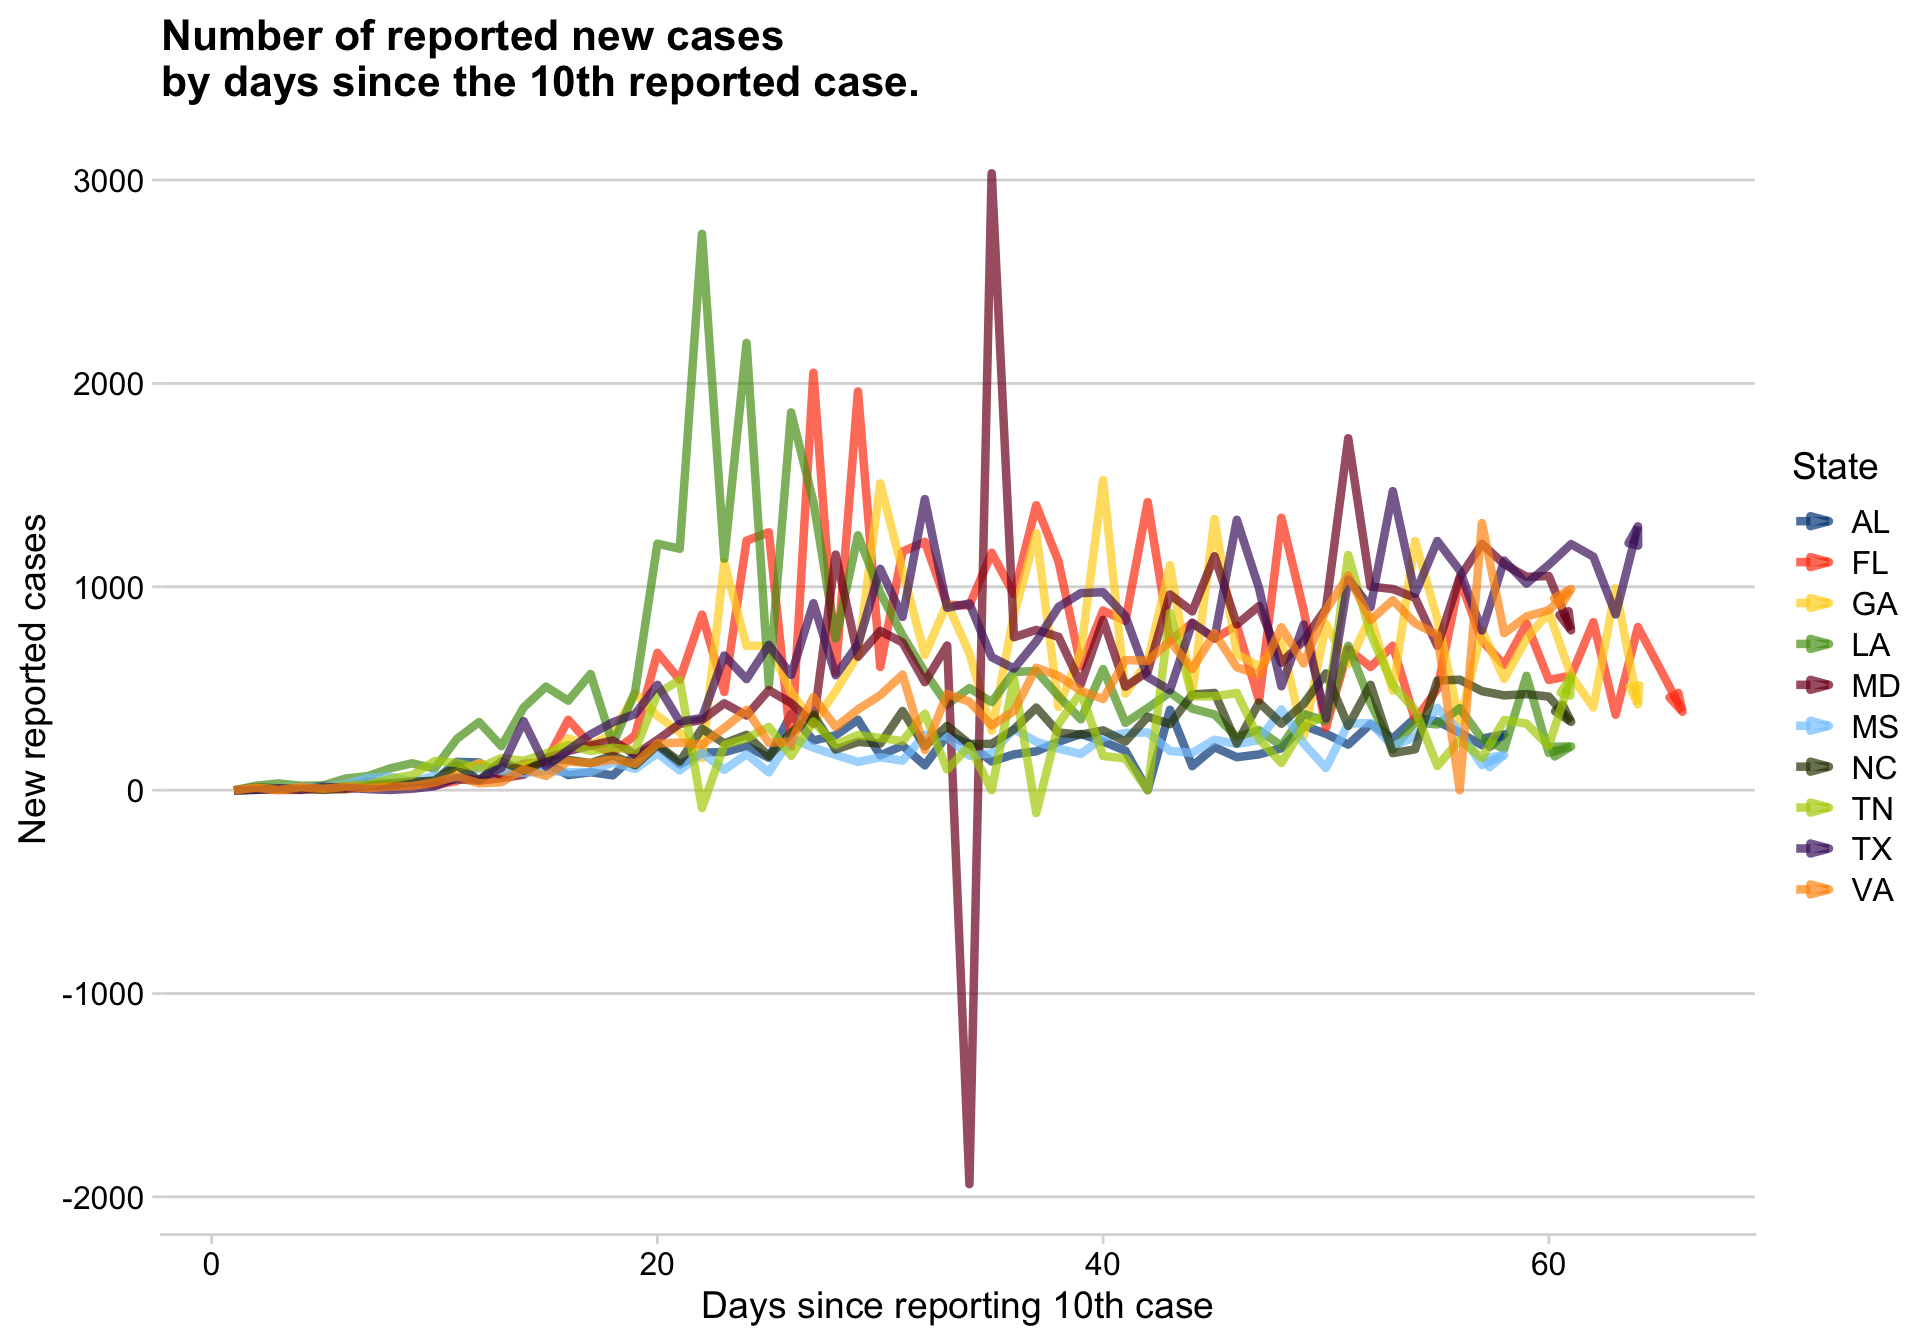 Number of reported new cases
by days since the 10th reported case.
3000
2000
1000
0
-1000
-2000
New reported cases
0
20
40
60
Days since reporting 10th case
State
AL
FL
GA
LA
MD
MS
NC
TN
TX
VA